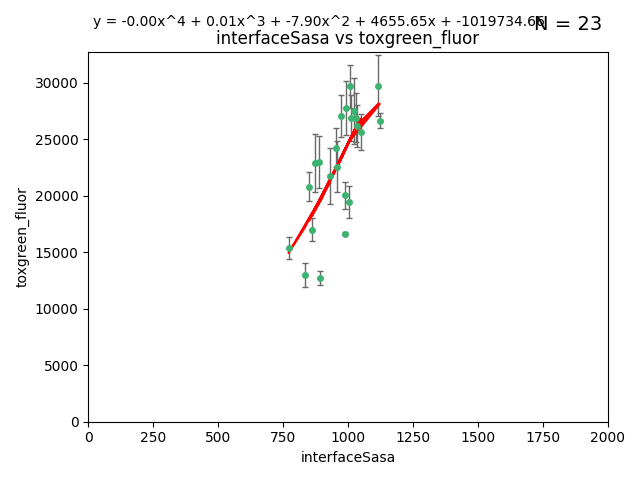 y = -0.00x^4 + 0.01x^3 + -7.90x^2 + 4655.65x + -1019734.66
N = 23
interfaceSasa vs toxgreen_fluor
30000
25000
20000
15000
10000
5000
0
toxgreen_fluor
0 250 500 750 1000 1250 1500 1750 2000
interfaceSasa